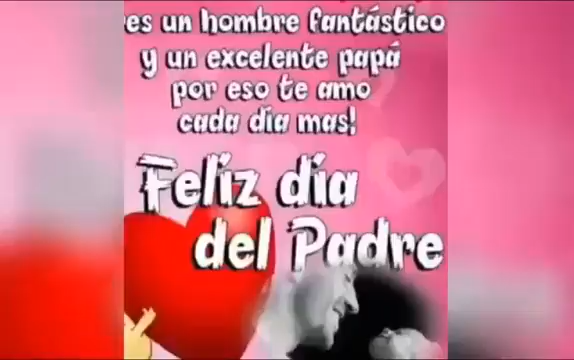 es un hombre fantástico
y un excelente papá
por eso te amo
cada día mas!
Feliz día
del Padre